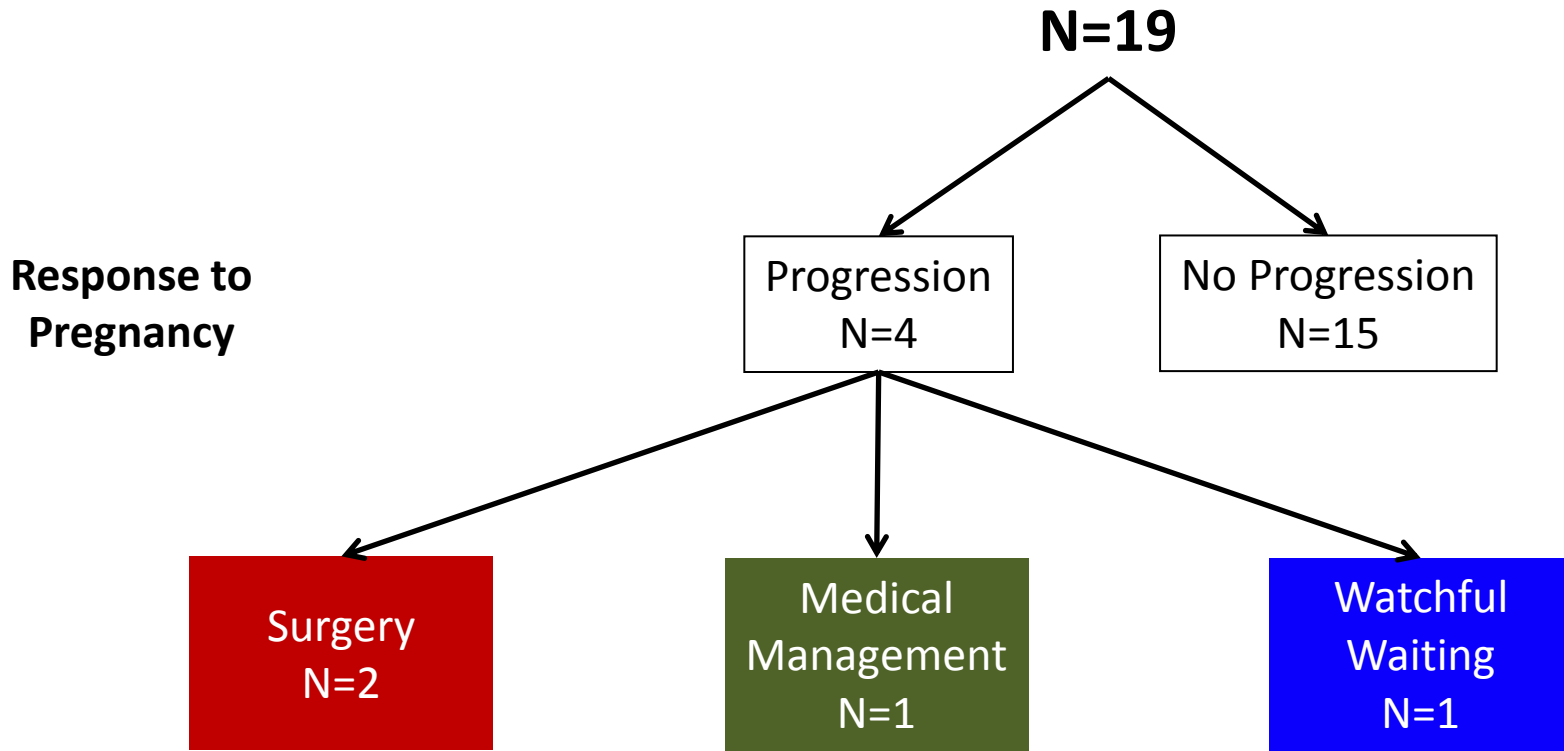 N=19
Response to
Pregnancy
Progression
N=4
No Progression
N=15
Surgery
N=2
Medical
Management
N=1
Watchful
Waiting
N=1